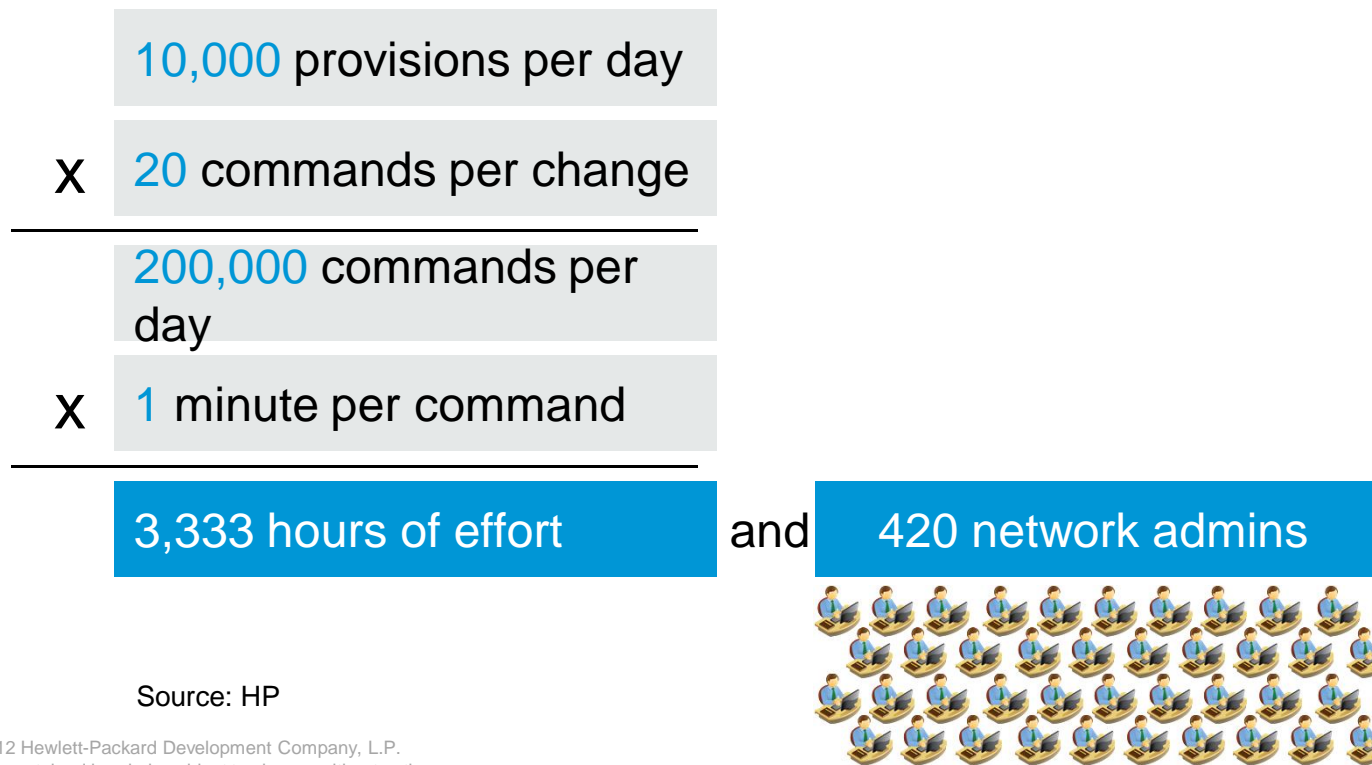 10,000 provisions per day
x 20 commands per change
200,000 commands per
day
x 1 minute per command
3,333 hours of effort and 420 network admins
Source: HP
12 Hewlett-Packard Development Company, L.P.